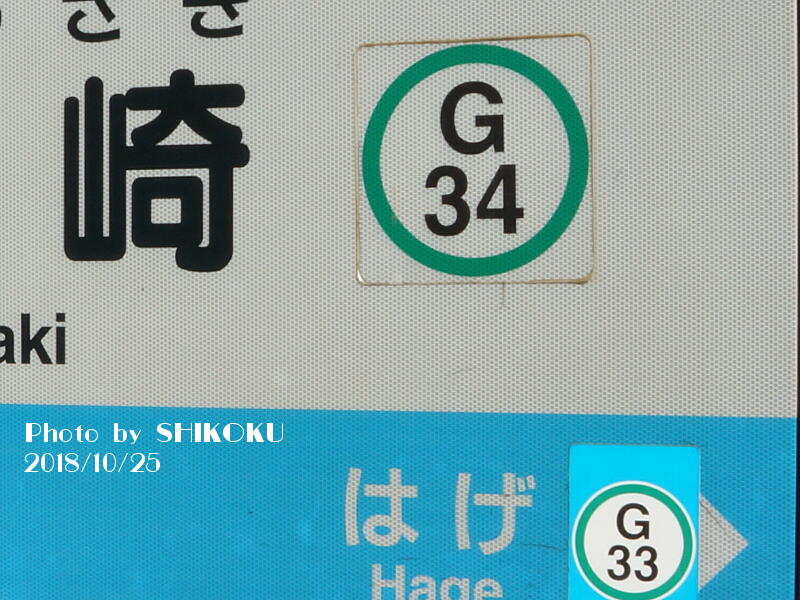 さき
崎
G
34
aki
Photo by SHIKOKU
2018/10/25
はげ
Hage
G
33